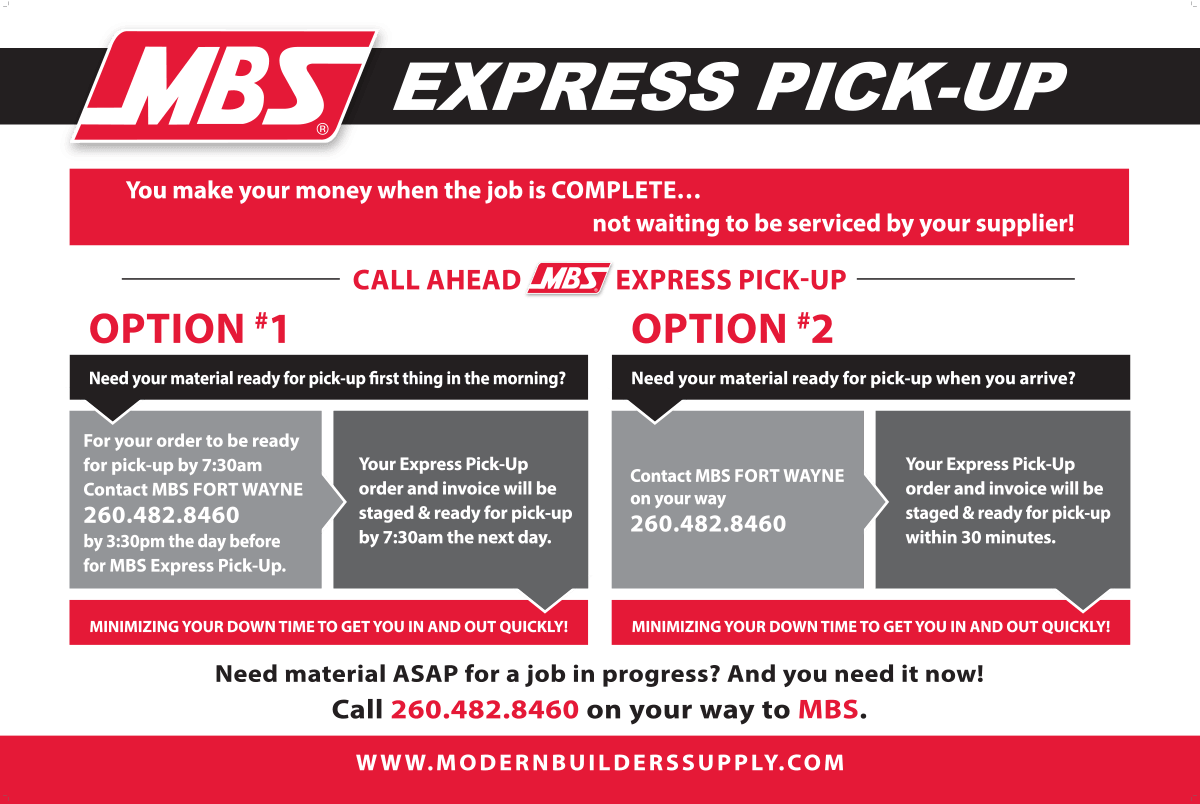 MBS® EXPRESS PICK-UP
You make your money when the job is COMPLETE...
not waiting to be serviced by your supplier!
CALL AHEAD MBS® EXPRESS PICK-UP
OPTION #1
Need your material ready for pick-up first thing in the morning?
For your order to be ready
for pick-up by 7:30am
Contact MBS FORT WAYNE
260.482.8460
by 3:30pm the day before
for MBS Express Pick-Up.
Your Express Pick-Up
order and invoice will be
staged & ready for pick-up
by 7:30am the next day.
MINIMIZING YOUR DOWN TIME TO GET YOU IN AND OUT QUICKLY!
OPTION #2
Need your material ready for pick-up when you arrive?
Contact MBS FORT WAYNE
on your way
260.482.8460
Your Express Pick-Up
order and invoice will be
staged & ready for pick-up
within 30 minutes.
MINIMIZING YOUR DOWN TIME TO GET YOU IN AND OUT QUICKLY!
Need material ASAP for a job in progress? And you need it now!
Call 260.482.8460 on your way to MBS.
WWW.MODERNBUILDERSSUPPLY.COM